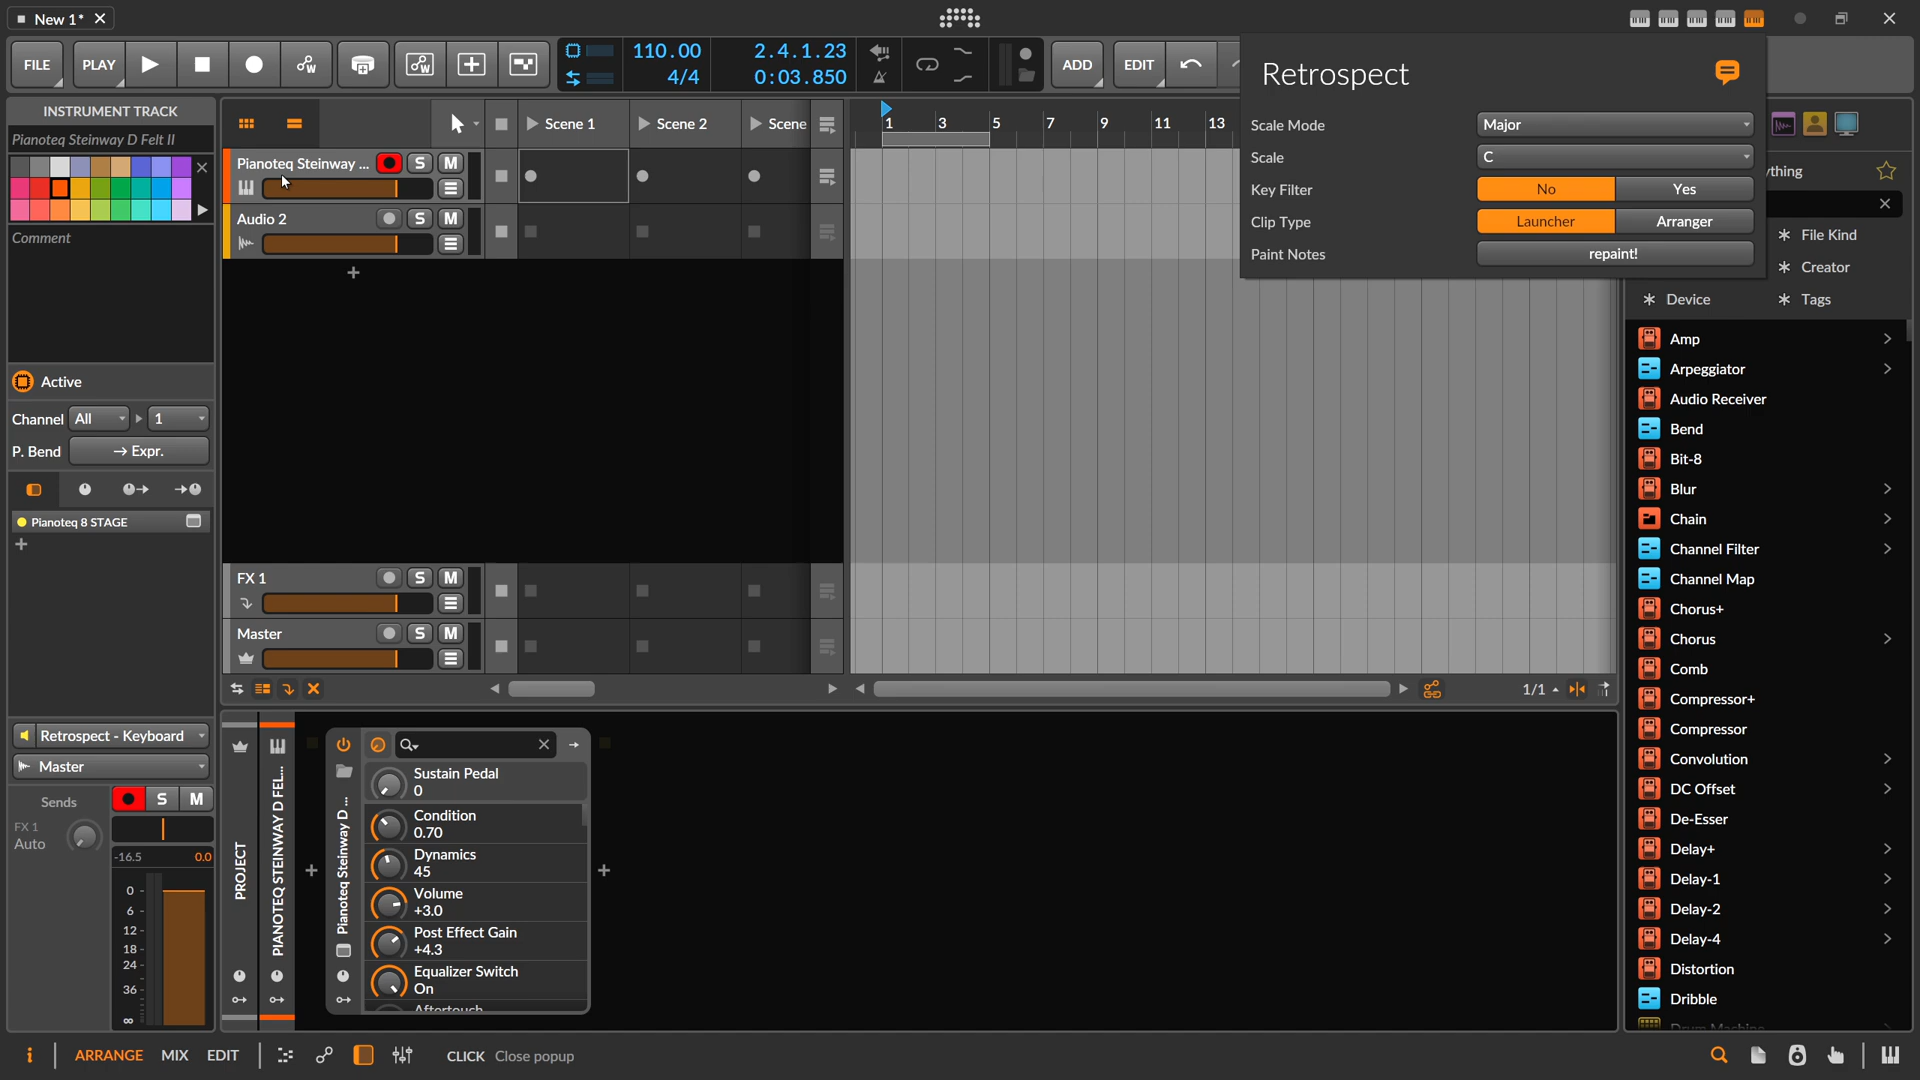 New 1*
FILE PLAY 110.00 4/4 2.4.1.23 0:03.850 ADD EDIT
Retrospect
Scale Mode Major
Scale C
Key Filter No Yes
Clip Type Launcher Arranger
Paint Notes repaint!
INSTRUMENT TRACK
Pianoteq Steinway D Felt II
Comment
Active
Channel All 1
P. Bend → Expr.
Pianoteq 8 STAGE
Retrospect - Keyboard
Master
Sends S M
FX 1
Auto
-16.5 0.0
0
6
12
18
24
36
∞
Scene 1 Scene 2 Scene
1 3 5 7 9 11 13
Pianoteq Steinway ... S M
Audio 2 S M
FX 1 S M
Master S M
1/1
PROJECT
PIANOTEQ STEINWAY D FEL...
Pianoteq Steinway D ...
Sustain Pedal
0
Condition
0.70
Dynamics
45
Volume
+3.0
Post Effect Gain
+4.3
Equalizer Switch
On
Aftertouch
ything
File Kind
Creator
Device Tags
Amp
Arpeggiator
Audio Receiver
Bend
Bit-8
Blur
Chain
Channel Filter
Channel Map
Chorus+
Chorus
Comb
Compressor+
Compressor
Convolution
DC Offset
De-Esser
Delay+
Delay-1
Delay-2
Delay-4
Distortion
Dribble
Drum Machine
ARRANGE MIX EDIT CLICK Close popup